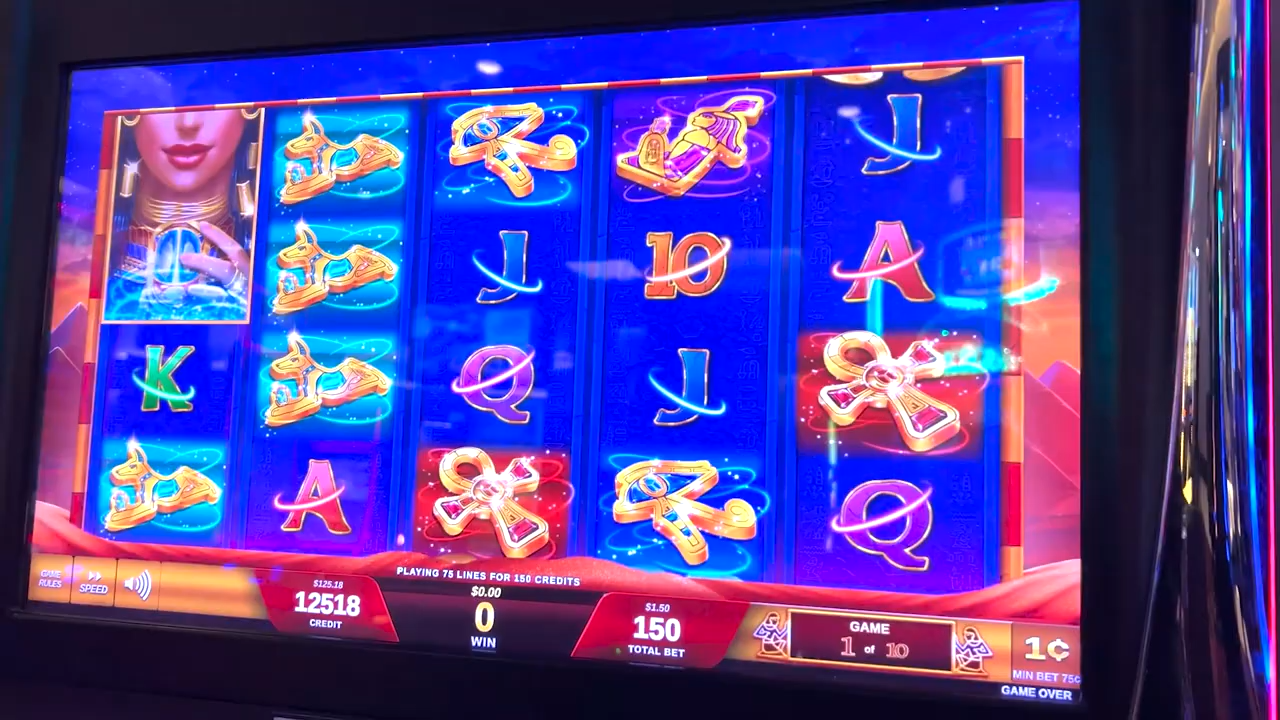 J
J
10
A
K
Q
J
A
Q
GAME
RULES
SPEED
PLAYING 75 LINES FOR 150 CREDITS
$125.18
12518
CREDIT
$0.00
0
WIN
$1.50
150
TOTAL BET
GAME
1 OF 10
1¢
MIN BET 75¢
GAME OVER